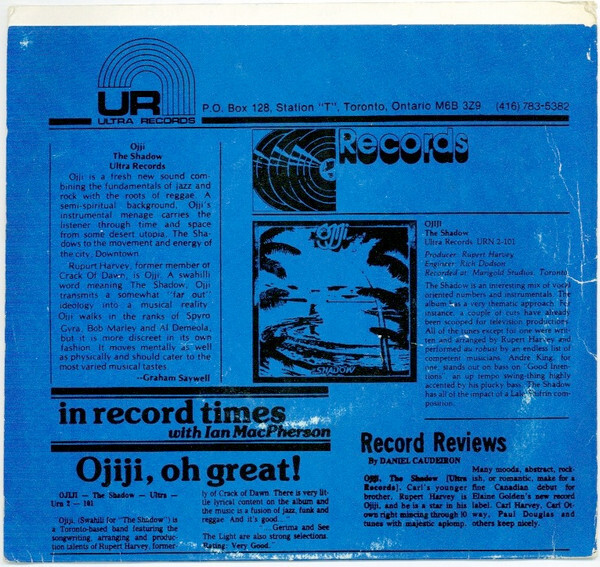 UR
ULTRA RECORDS
P.O. Box 128, Station "T", Toronto, Ontario M6B 3Z9 (416) 783-5382
Ojji
The Shadow
Ultra Records
Ojji is a fresh new sound com-
bining the fundamentals of jazz and
rock with the roots of reggae. A
semi-spiritual background, Ojji's
instrumental menage carries the
listener through time and space
from some desert utopia, The Sha-
dows to the movement and energy of
the city, Downtown.
Rupurt Harvey, former member of
Crack Of Dawn, is Ojji. A swahilli
word meaning The Shadow, Ojji
transmits a somewhat "far out"
ideology into a musical reality.
Ojji walks in the ranks of Spyro
Gyra, Bob Marley and Al Demeola,
but it is more discreet in its own
fashion. It moves mentally as well
as physically and should cater to the
most varied musical tastes
--Graham Saywell
Records
OJIJI
The Shadow
Ultra Records URN 2-101
Producer: Rupert Harvey,
Engineer: Rick Dodson
Recorded at: Marigold Studios, Toronto
The Shadow is an interesting mix of vocal
oriented numbers and instrumentals. The
album has a very thematic approach. For
instance, a couple of cuts have already
been scooped for television productions.
All of the tunes except for one were writ-
ten and arranged by Rupert Harvey and
performed au robust by an endless list of
competent musicians. Andre King, for
one, stands out on bass on "Good Inten-
tions" an up tempo swing-thing highly
accented by his plucky bass. The Shadow
has all of the impact of a Lalo Schifrin com-
position.
Ojiji
SHADOW
in record times
with Ian MacPherson
Ojiji, oh great!
OJIJI — The Shadow — Ultra —
Urn 2 — 101
Ojiji, (Swahili for "The Shadow") is
a Toronto-based band featuring the
songwriting, arranging and produc-
tion talents of Rupert Harvey, former-
ly of Crack of Dawn. There is very lit-
tle lyrical content on the album and
the music is a fusion of jazz, funk and
reggae. And it's good.
Gerima and See
The Light are also strong selections.
Rating: Very Good.
Record Reviews
By DANIEL CAUDEIRON
Ojiji, The Shadow [Ultra
Records]. Carl's younger
brother, Rupert Harvey is
Ojiji, and he is a star in his
own right mincing through 10
tunes with majestic aplomp.
Many moods, abstract, rock-
ish, or romantic, make for a
fine Canadian debut for
Elaine Golden's new record
label. Carl Harvey, Carl Ot-
way, Paul Douglas and
others keep nicely.